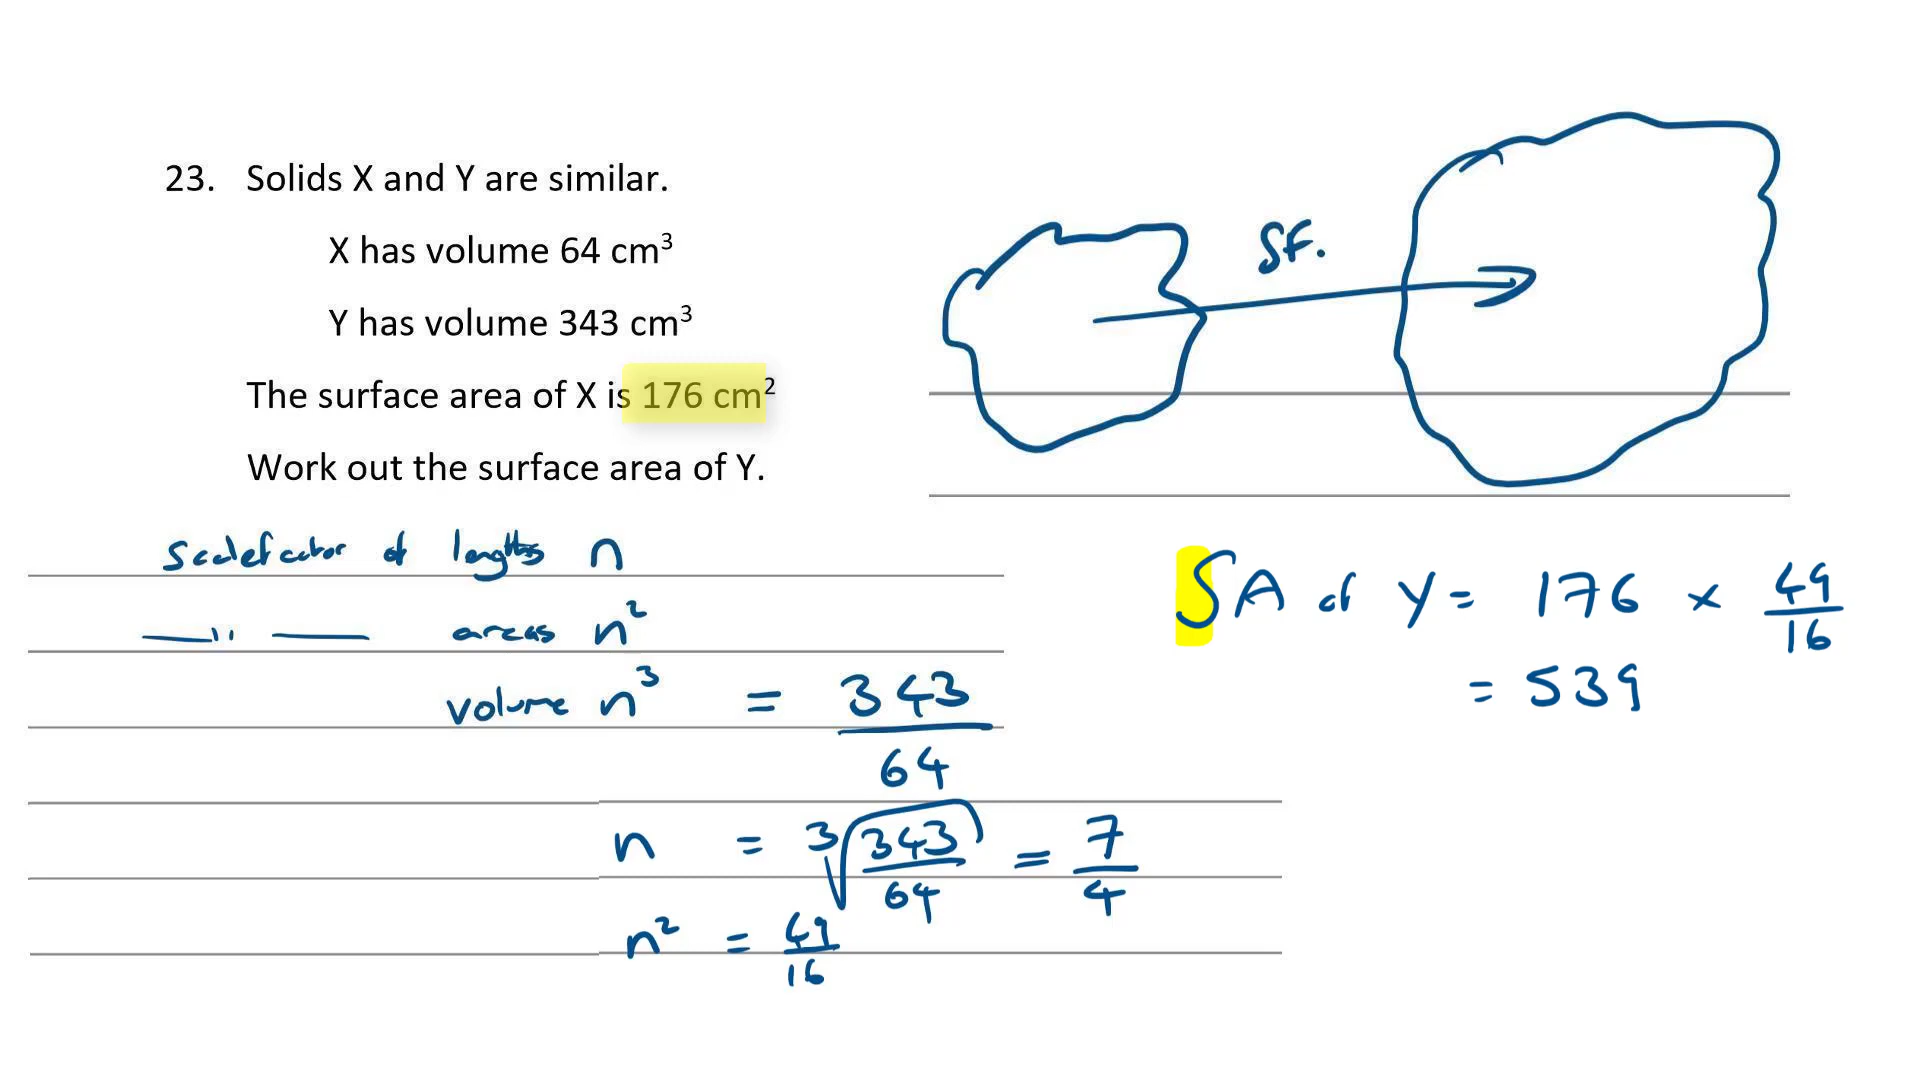 23. Solids X and Y are similar.
X has volume 64 cm³
Y has volume 343 cm³
The surface area of X is 176 cm²
Work out the surface area of Y.
SF.
Scalefactor of lengths n
—"— areas n²
volume n³ = 343/64
n = ³√(343/64) = 7/4
n² = 49/16
SA of Y = 176 × 49/16
= 539